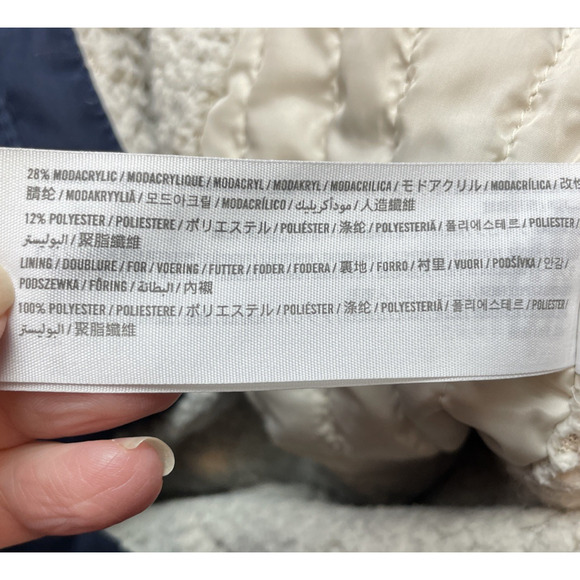 28% MODACRYLIC / MODACRYLIQUE / MODACRYL / MODAKRYL / MODACRILICA / モドアクリル / MODACRÍLICA / 改性
腈纶 / MODAKRYYLIÄ / 모드아크릴 / MODACRÍLICO / موداكريليك / 人造纖維
12% POLYESTER / POLIESTERE / ポリエステル / POLIÉSTER / 涤纶 / POLYESTERIÄ / 폴리에스테르 / POLIESTER /
البوليستر / 聚脂纖維
LINING / DOUBLURE / FOR / VOERING / FUTTER / FODER / FODERA / 裏地 / FORRO / 衬里 / VUORI / PODŠÍVKA / 안감 /
PODSZEWKA / FÖRING / البطانة / 內襯
100% POLYESTER / POLIESTERE / ポリエステル / POLIÉSTER / 涤纶 / POLYESTERIÄ / 폴리에스테르 / POLIESTER /
البوليستر / 聚脂纖维